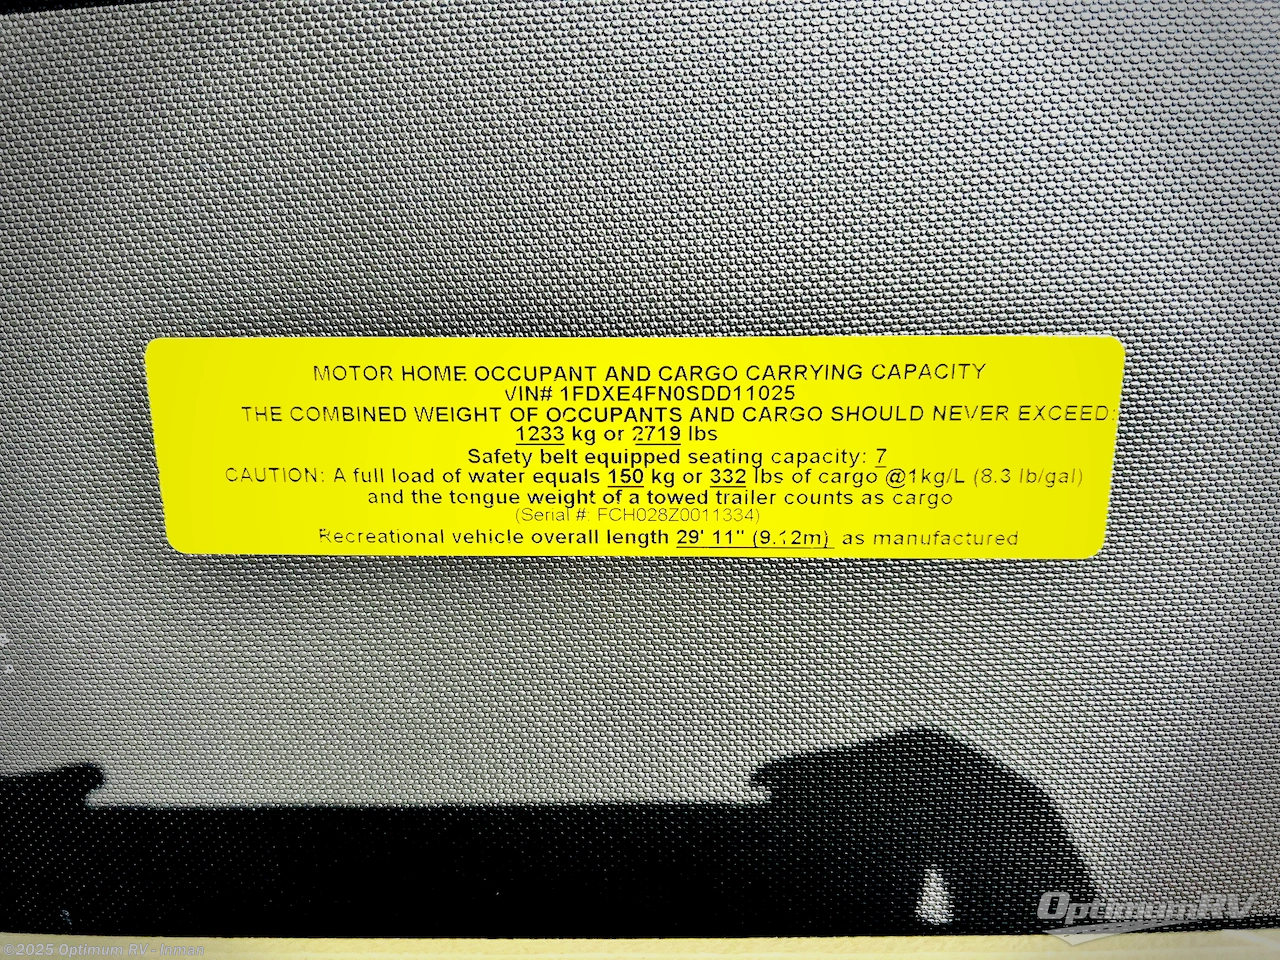 MOTOR HOME OCCUPANT AND CARGO CARRYING CAPACITY
VIN# 1FDXE4FN0SDD11025
THE COMBINED WEIGHT OF OCCUPANTS AND CARGO SHOULD NEVER EXCEED:
1233 kg or 2719 lbs
Safety belt equipped seating capacity: 7
CAUTION: A full load of water equals 150 kg or 332 lbs of cargo @1kg/L (8.3 lb/gal)
and the tongue weight of a towed trailer counts as cargo
(Serial #: FCH028Z0011334)
Recreational vehicle overall length 29' 11" (9.12m) as manufactured
OptimumRV
©2025 Optimum RV - Inman